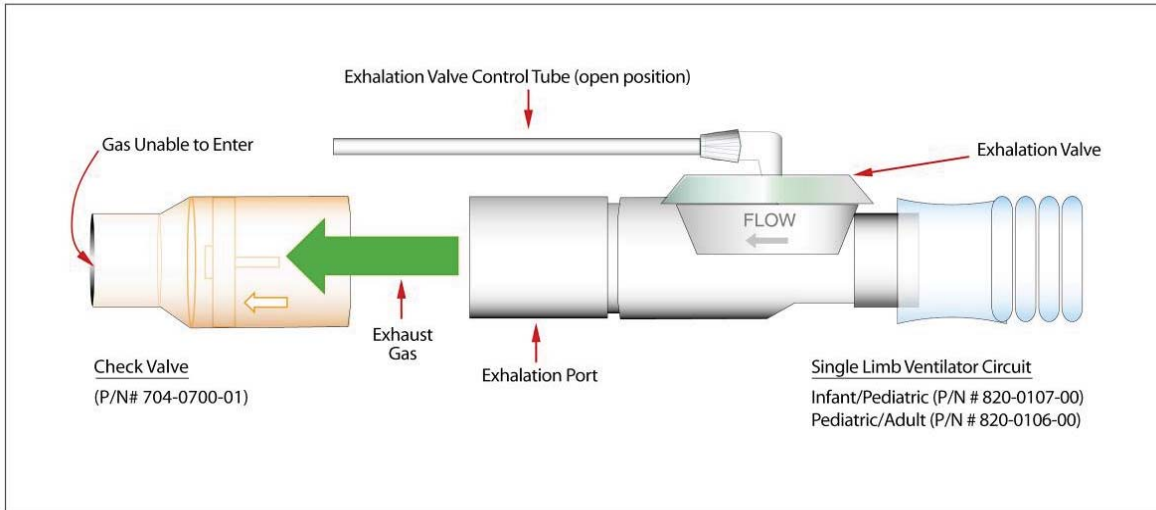 Exhalation Valve Control Tube (open position)
Gas Unable to Enter
Exhalation Valve
FLOW
Exhaust
Gas
Exhalation Port
Check Valve
(P/N# 704-0700-01)
Single Limb Ventilator Circuit
Infant/Pediatric (P/N # 820-0107-00)
Pediatric/Adult (P/N # 820-0106-00)